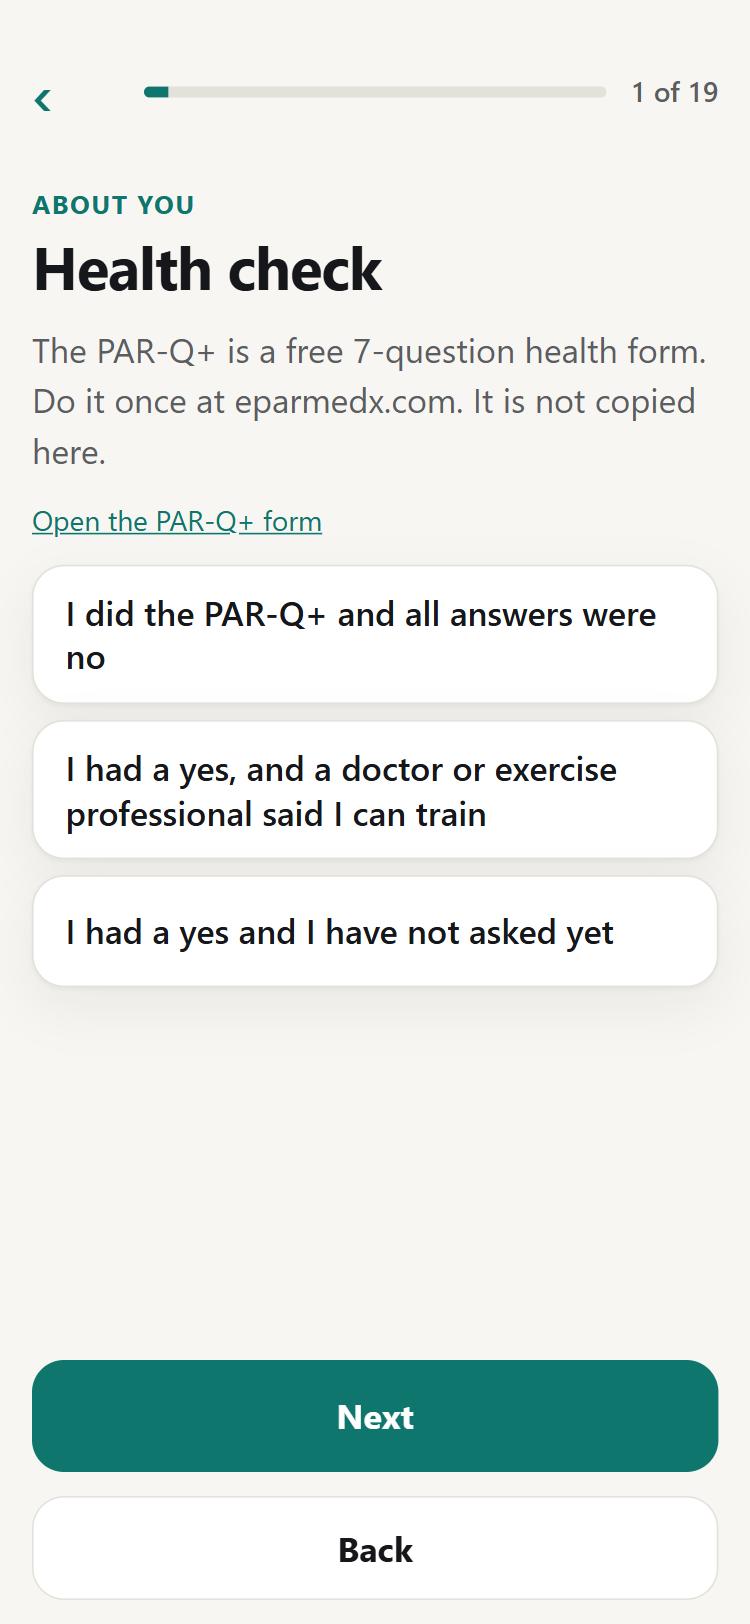 1 of 19
ABOUT YOU
Health check
The PAR-Q+ is a free 7-question health form.
Do it once at eparmedx.com. It is not copied
here.
Open the PAR-Q+ form
I did the PAR-Q+ and all answers were
no
I had a yes, and a doctor or exercise
professional said I can train
I had a yes and I have not asked yet
Next
Back